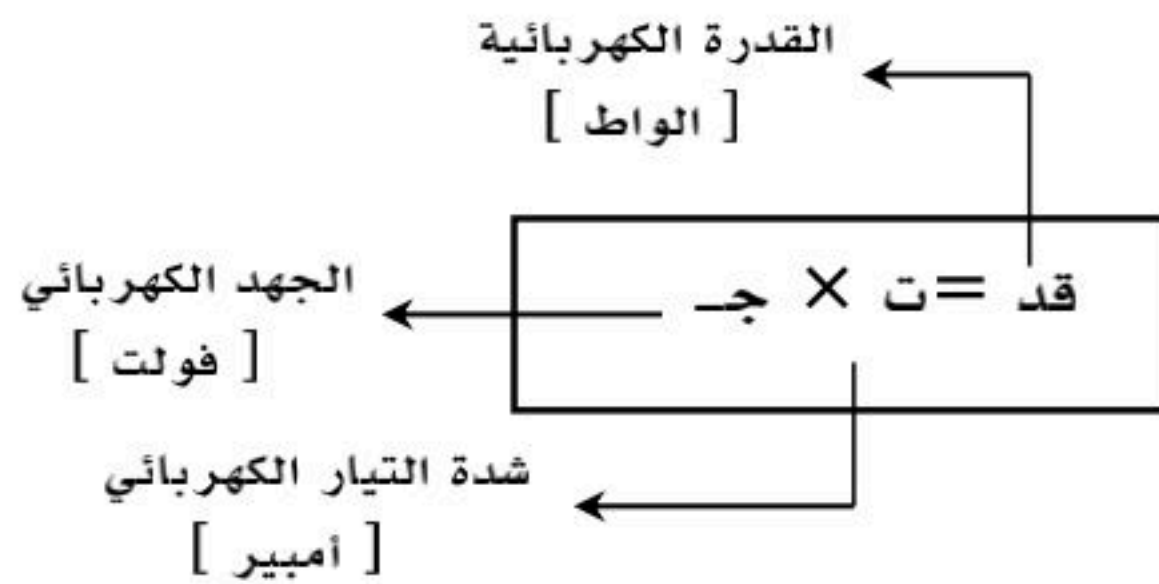 القدرة الكهربائية
[ الواط ]
قد = ت × جـ
الجهد الكهربائي
[ فولت ]
شدة التيار الكهربائي
[ أمبير ]